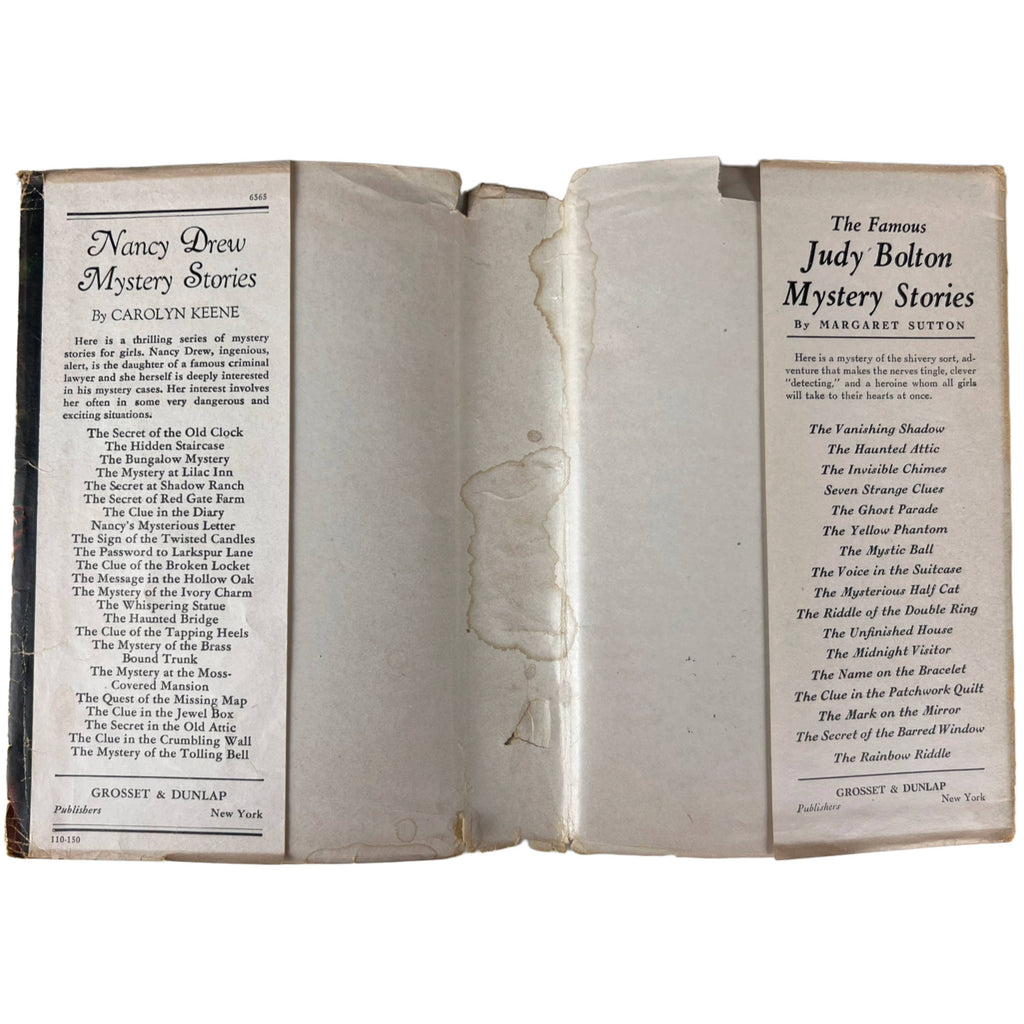 6565
Nancy Drew
Mystery Stories
By CAROLYN KEENE
Here is a thrilling series of mystery
stories for girls. Nancy Drew, ingenious,
alert, is the daughter of a famous criminal
lawyer and she herself is deeply interested
in his mystery cases. Her interest involves
her often in some very dangerous and
exciting situations.
The Secret of the Old Clock
The Hidden Staircase
The Bungalow Mystery
The Mystery at Lilac Inn
The Secret at Shadow Ranch
The Secret of Red Gate Farm
The Clue in the Diary
Nancy's Mysterious Letter
The Sign of the Twisted Candles
The Password to Larkspur Lane
The Clue of the Broken Locket
The Message in the Hollow Oak
The Mystery of the Ivory Charm
The Whispering Statue
The Haunted Bridge
The Clue of the Tapping Heels
The Mystery of the Brass
Bound Trunk
The Mystery at the Moss-
Covered Mansion
The Quest of the Missing Map
The Clue in the Jewel Box
The Secret in the Old Attic
The Clue in the Crumbling Wall
The Mystery of the Tolling Bell
GROSSET & DUNLAP
Publishers New York
110-150
The Famous
Judy Bolton
Mystery Stories
By MARGARET SUTTON
Here is a mystery of the shivery sort, ad-
venture that makes the nerves tingle, clever
"detecting," and a heroine whom all girls
will take to their hearts at once.
The Vanishing Shadow
The Haunted Attic
The Invisible Chimes
Seven Strange Clues
The Ghost Parade
The Yellow Phantom
The Mystic Ball
The Voice in the Suitcase
The Mysterious Half Cat
The Riddle of the Double Ring
The Unfinished House
The Midnight Visitor
The Name on the Bracelet
The Clue in the Patchwork Quilt
The Mark on the Mirror
The Secret of the Barred Window
The Rainbow Riddle
GROSSET & DUNLAP
Publishers New York